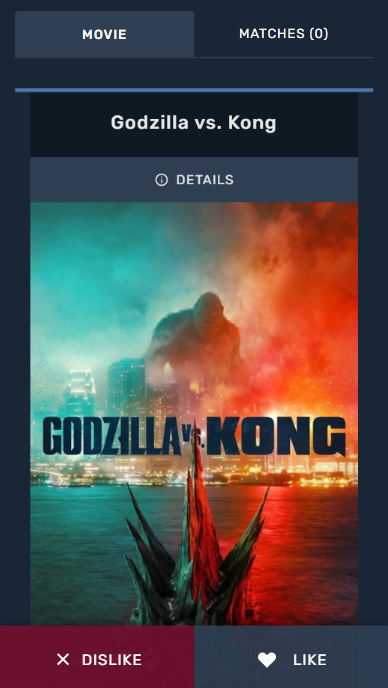 MOVIE
MATCHES (0)
Godzilla vs. Kong
DETAILS
GODZILLA vs. KONG
DISLIKE
LIKE